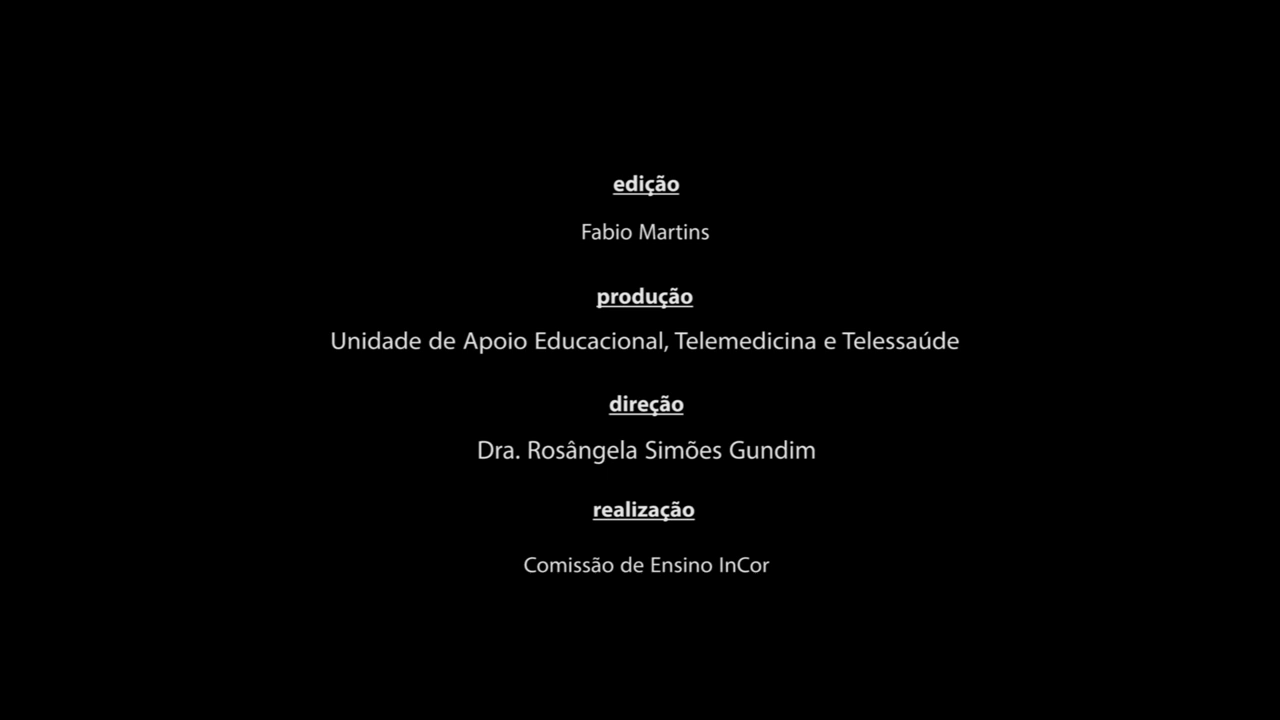 edição
Fabio Martins
produção
Unidade de Apoio Educacional, Telemedicina e Telessaúde
direção
Dra. Rosângela Simões Gundim
realização
Comissão de Ensino InCor